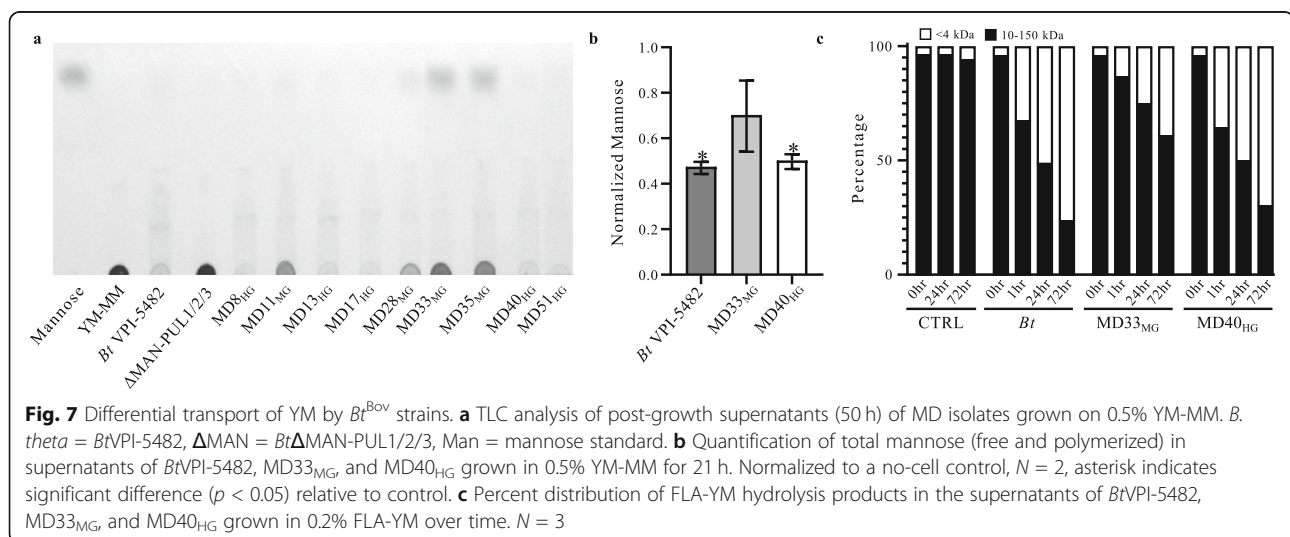 a
b
c
Mannose
YM-MM
Bt VPI-5482
ΔMAN-PUL1/2/3
MD8HG
MD11MG
MD13HG
MD17HG
MD28MG
MD33MG
MD35MG
MD40HG
MD51HG
Normalized Mannose
1.0
0.8
0.6
0.4
0.2
0.0
*
*
Bt VPI-5482
MD33MG
MD40HG
<4 kDa
10-150 kDa
Percentage
100
50
0
0hr 24hr 72hr 0hr 1hr 24hr 72hr 0hr 1hr 24hr 72hr 0hr 1hr 24hr 72hr
CTRL Bt MD33MG MD40HG
Fig. 7 Differential transport of YM by BtBov strains. a TLC analysis of post-growth supernatants (50 h) of MD isolates grown on 0.5% YM-MM. B.
theta = BtVPI-5482, ΔMAN = BtΔMAN-PUL1/2/3, Man = mannose standard. b Quantification of total mannose (free and polymerized) in
supernatants of BtVPI-5482, MD33MG, and MD40HG grown in 0.5% YM-MM for 21 h. Normalized to a no-cell control, N = 2, asterisk indicates
significant difference (p < 0.05) relative to control. c Percent distribution of FLA-YM hydrolysis products in the supernatants of BtVPI-5482,
MD33MG, and MD40HG grown in 0.2% FLA-YM over time. N = 3